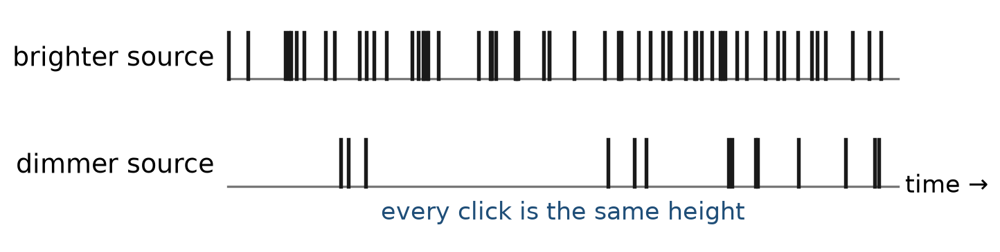 brighter source
dimmer source
time →
every click is the same height